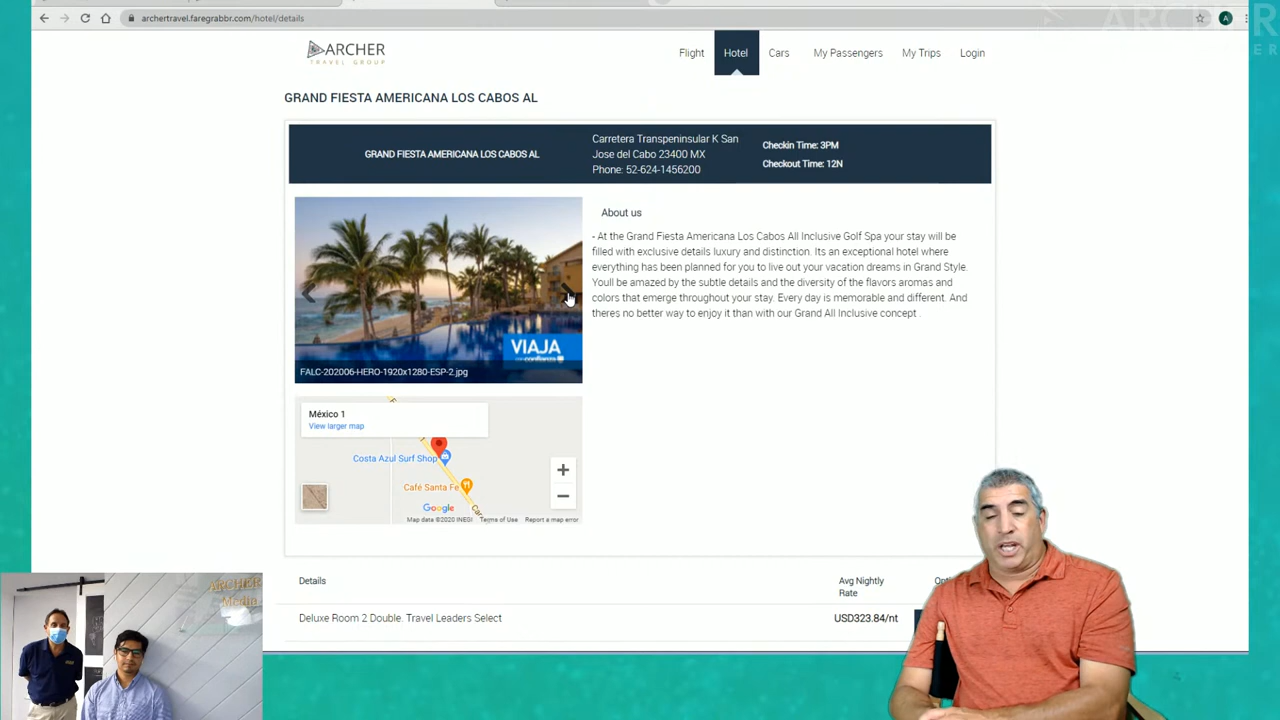 archertravel.faregrabbr.com/hotel/details
A
ARCHER
ARCHER
TRAVEL GROUP
Flight
Hotel
Cars
My Passengers
My Trips
Login
GRAND FIESTA AMERICANA LOS CABOS AL
GRAND FIESTA AMERICANA LOS CABOS AL
Carretera Transpeninsular K San
Jose del Cabo 23400 MX
Phone: 52-624-1456200
Checkin Time: 3PM
Checkout Time: 12N
VIAJA
FALC-202006-HERO-1920x1280-ESP-2.jpg
About us
- At the Grand Fiesta Americana Los Cabos All Inclusive Golf Spa your stay will be
filled with exclusive details luxury and distinction. Its an exceptional hotel where
everything has been planned for you to live out your vacation dreams in Grand Style.
Youll be amazed by the subtle details and the diversity of the flavors aromas and
colors that emerge throughout your stay. Every day is memorable and different. And
theres no better way to enjoy it than with our Grand All Inclusive concept .
México 1
View larger map
Costa Azul Surf Shop
Café Santa Fe
Google
Map data ©2020 INEGI
Terms of Use
Report a map error
Details
Avg Nightly
Rate
Deluxe Room 2 Double. Travel Leaders Select
USD323.84/nt
ARCHER
Media